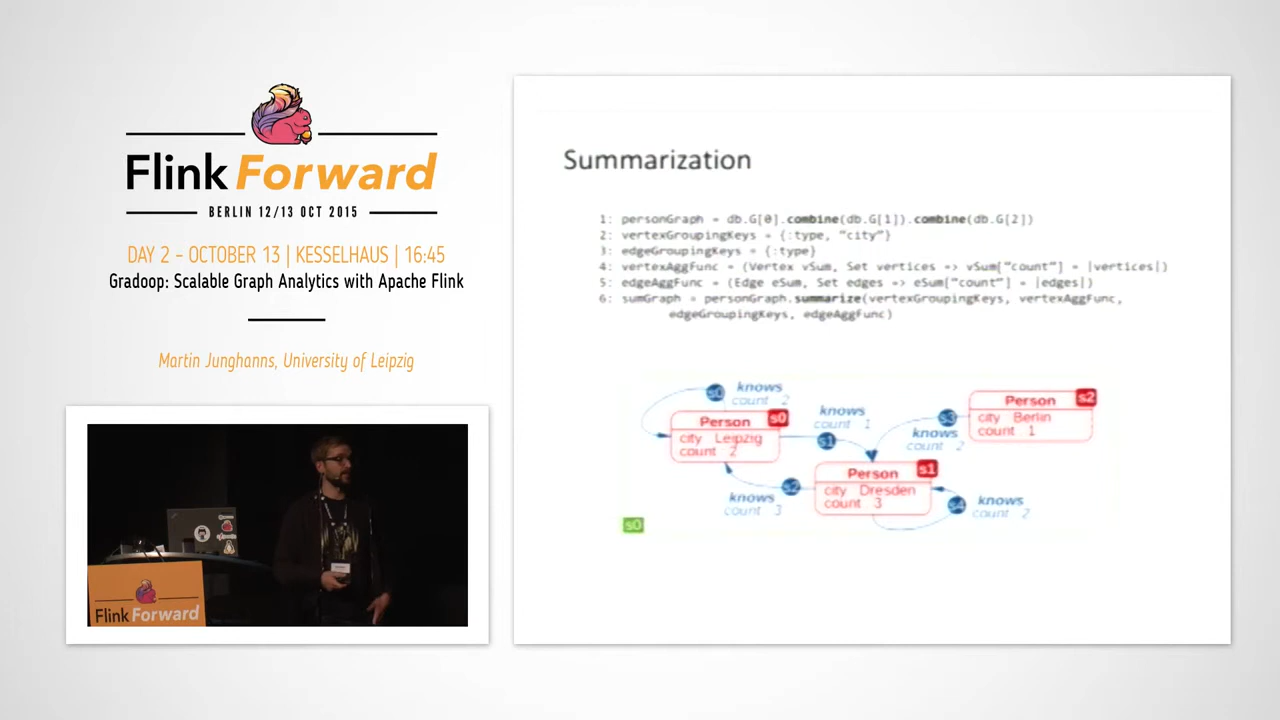 Flink Forward
BERLIN 12/13 OCT 2015
DAY 2 - OCTOBER 13 | KESSELHAUS | 16:45
Gradoop: Scalable Graph Analytics with Apache Flink
Martin Junghanns, University of Leipzig
Flink Forward
Summarization
1: personGraph = db.G[0].combine(db.G[1]).combine(db.G[2])
2: vertexGroupingKeys = {:type, "city"}
3: edgeGroupingKeys = {:type}
4: vertexAggFunc = (Vertex vSum, Set vertices => vSum["count"] = |vertices|)
5: edgeAggFunc = (Edge eSum, Set edges => eSum["count"] = |edges|)
6: sumGraph = personGraph.summarize(vertexGroupingKeys, vertexAggFunc,
edgeGroupingKeys, edgeAggFunc)
s0 knows
count 2
Person s0
city Leipzig
count 2
knows
count 1
s1
Person s2
city Berlin
count 1
s3
knows
count 2
Person s1
city Dresden
count 3
s2
knows
count 3
s4 knows
count 2
s0